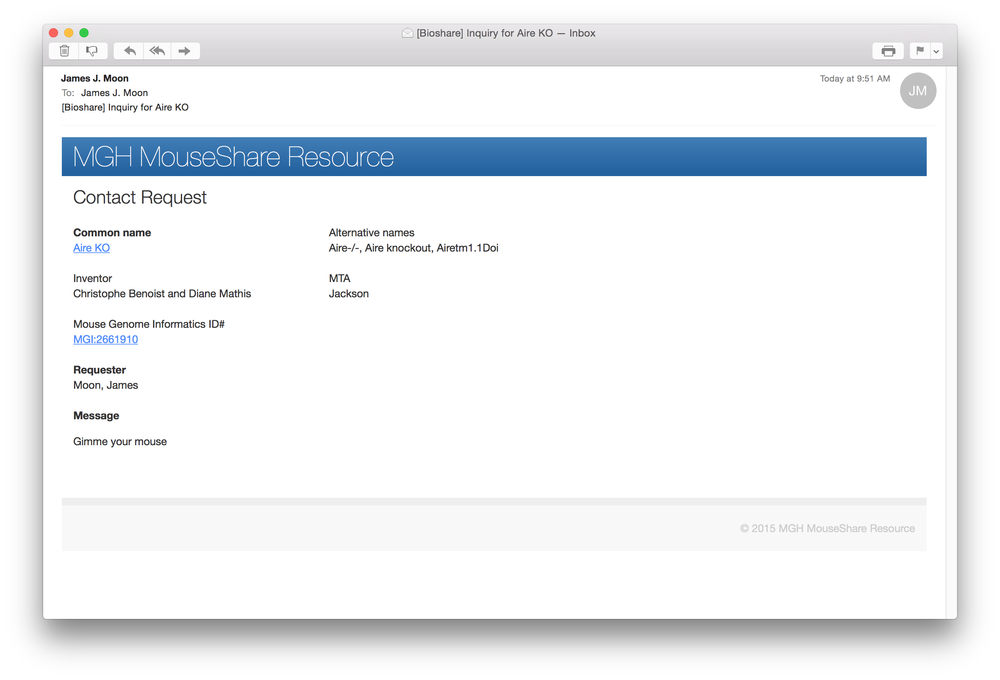 [Bioshare] Inquiry for Aire KO — Inbox
James J. Moon
Today at 9:51 AM
JM
To: James J. Moon
[Bioshare] Inquiry for Aire KO
MGH MouseShare Resource
Contact Request
Common name
Aire KO
Alternative names
Aire-/-, Aire knockout, Airetm1.1Doi
Inventor
Christophe Benoist and Diane Mathis
MTA
Jackson
Mouse Genome Informatics ID#
MGI:2661910
Requester
Moon, James
Message
Gimme your mouse
© 2015 MGH MouseShare Resource